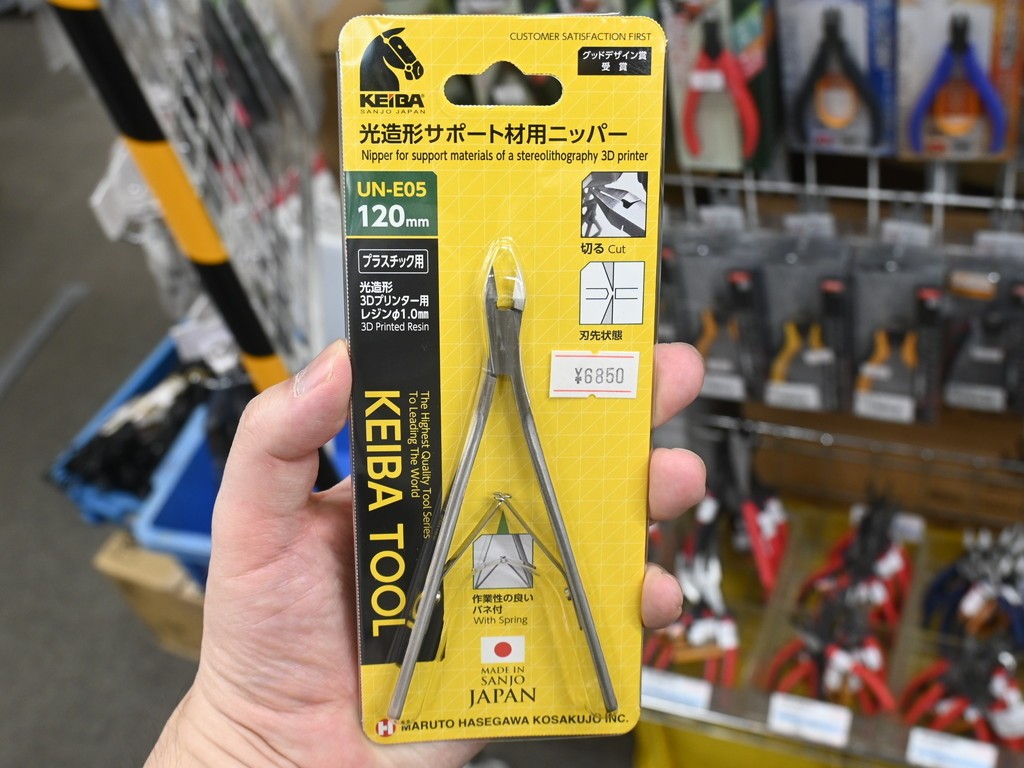 CUSTOMER SATISFACTION FIRST
グッドデザイン賞
受賞
KEIBA®
SANJO JAPAN
光造形サポート材用ニッパー
Nipper for support materials of a stereolithography 3D printer
UN-E05
120mm
プラスチック用
光造形
3Dプリンター用
レジンφ1.0mm
3D Printed Resin
切る Cut
刃先状態
¥6850
The Highest Quality Tool Series
To Leading The World
KEIBA TOOL
作業性の良い
バネ付
With Spring
MADE IN
SANJO
JAPAN
MARUTO HASEGAWA KOSAKUJO INC.